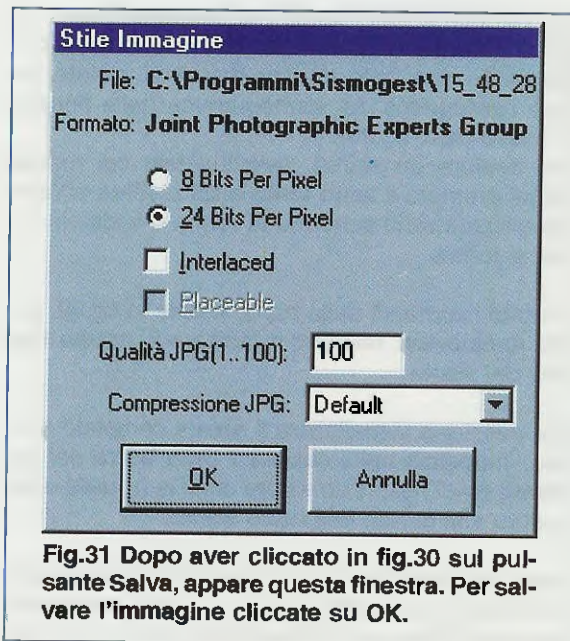 Stile Immagine
File: C:\Programmi\Sismogest\15_48_28
Formato: Joint Photographic Experts Group
8 Bits Per Pixel
24 Bits Per Pixel
Interlaced
Placeable
Qualità JPG(1..100): 100
Compressione JPG: Default
OK Annulla
Fig.31 Dopo aver cliccato in fig.30 sul pul-
sante Salva, appare questa finestra. Per sal-
vare l'immagine cliccate su OK.